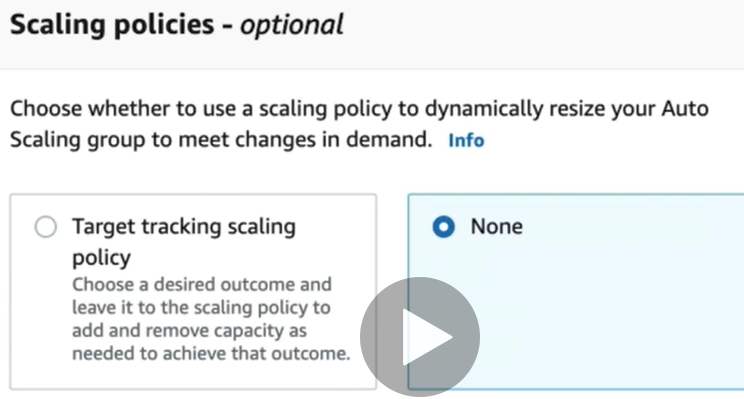 Scaling policies - optional
Choose whether to use a scaling policy to dynamically resize your Auto
Scaling group to meet changes in demand. Info
Target tracking scaling
policy
Choose a desired outcome and
leave it to the scaling policy to
add and remove capacity as
needed to achieve that outcome.
None